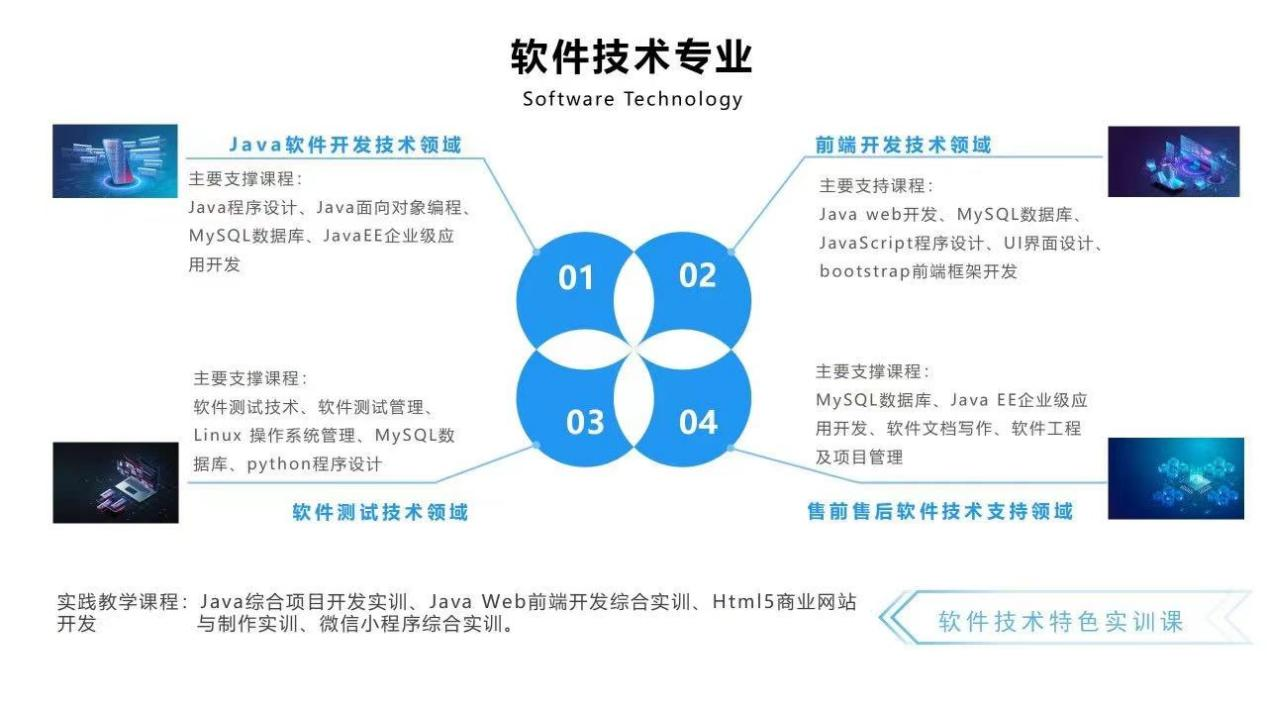 软件技术专业
Software Technology
Java软件开发技术领域
主要支撑课程：
Java程序设计、Java面向对象编程、
MySQL数据库、JavaEE企业级应
用开发
01
前端开发技术领域
主要支持课程：
Java web开发、MySQL数据库、
JavaScript程序设计、UI界面设计、
bootstrap前端框架开发
02
主要支撑课程：
软件测试技术、软件测试管理、
Linux 操作系统管理、MySQL数
据库、python程序设计
软件测试技术领域
03
主要支撑课程：
MySQL数据库、Java EE企业级应
用开发、软件文档写作、软件工程
及项目管理
售前售后软件技术支持领域
04
实践教学课程：Java综合项目开发实训、Java Web前端开发综合实训、Html5商业网站
开发 与制作实训、微信小程序综合实训。
软件技术特色实训课